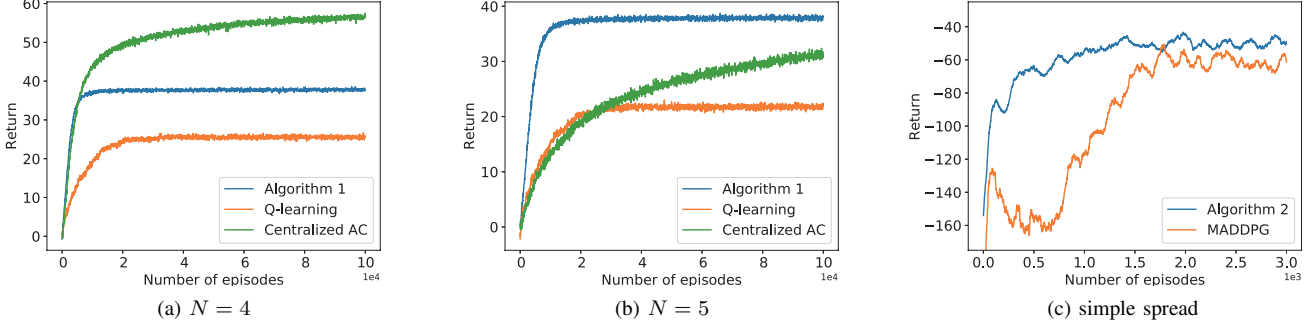 60
50
40
30
20
10
0
Return
Algorithm 1
Q-learning
Centralized AC
0 2 4 6 8 10
1e4
Number of episodes
(a) N = 4
40
30
20
10
0
Return
Algorithm 1
Q-learning
Centralized AC
0 2 4 6 8 10
1e4
Number of episodes
(b) N = 5
−40
−60
−80
−100
−120
−140
−160
Return
Algorithm 2
MADDPG
0.0 0.5 1.0 1.5 2.0 2.5 3.0
1e3
Number of episodes
(c) simple spread